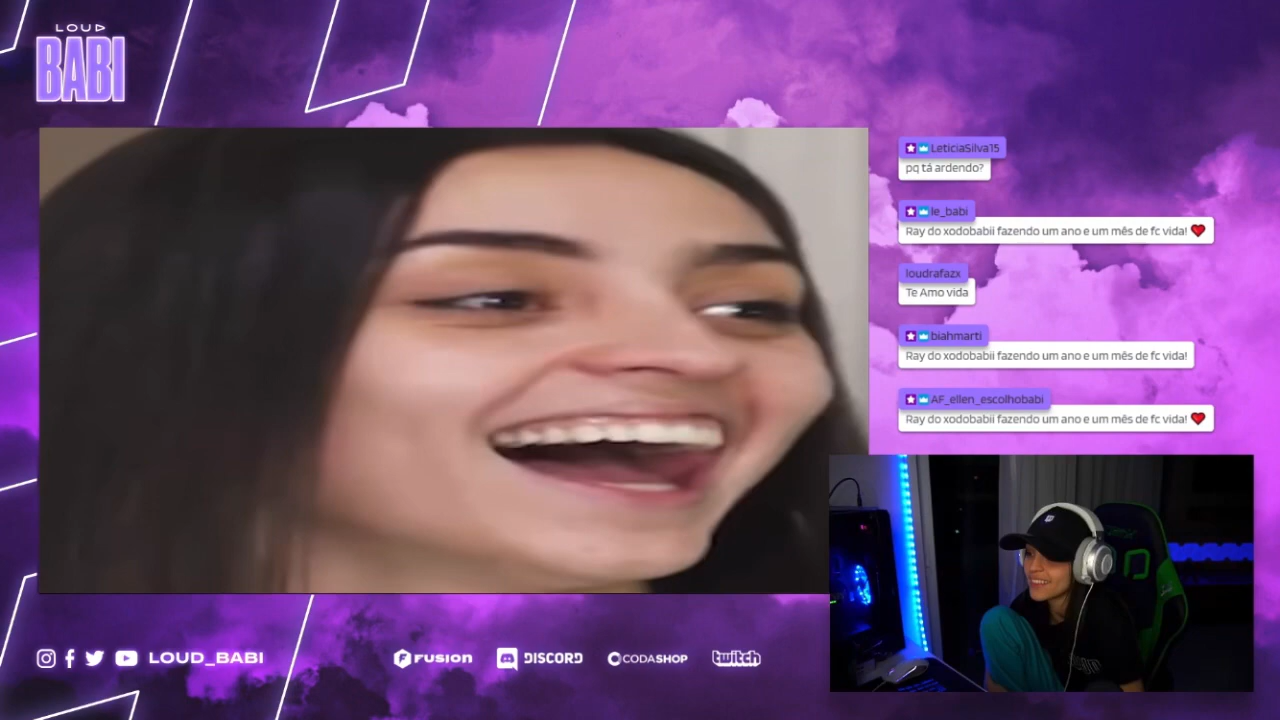 LOUD
BABI
LeticiaSilva15
pq tá ardendo?
le_babi
Ray do xodobabii fazendo um ano e um mês de fc vida! ❤️
loudrafazx
Te Amo vida
biahmarti
Ray do xodobabii fazendo um ano e um mês de fc vida!
AF_ellen_escolhobabi
Ray do xodobabii fazendo um ano e um mês de fc vida! ❤️
LOUD_BABI
FUSION
DISCORD
CODASHOP
twitch